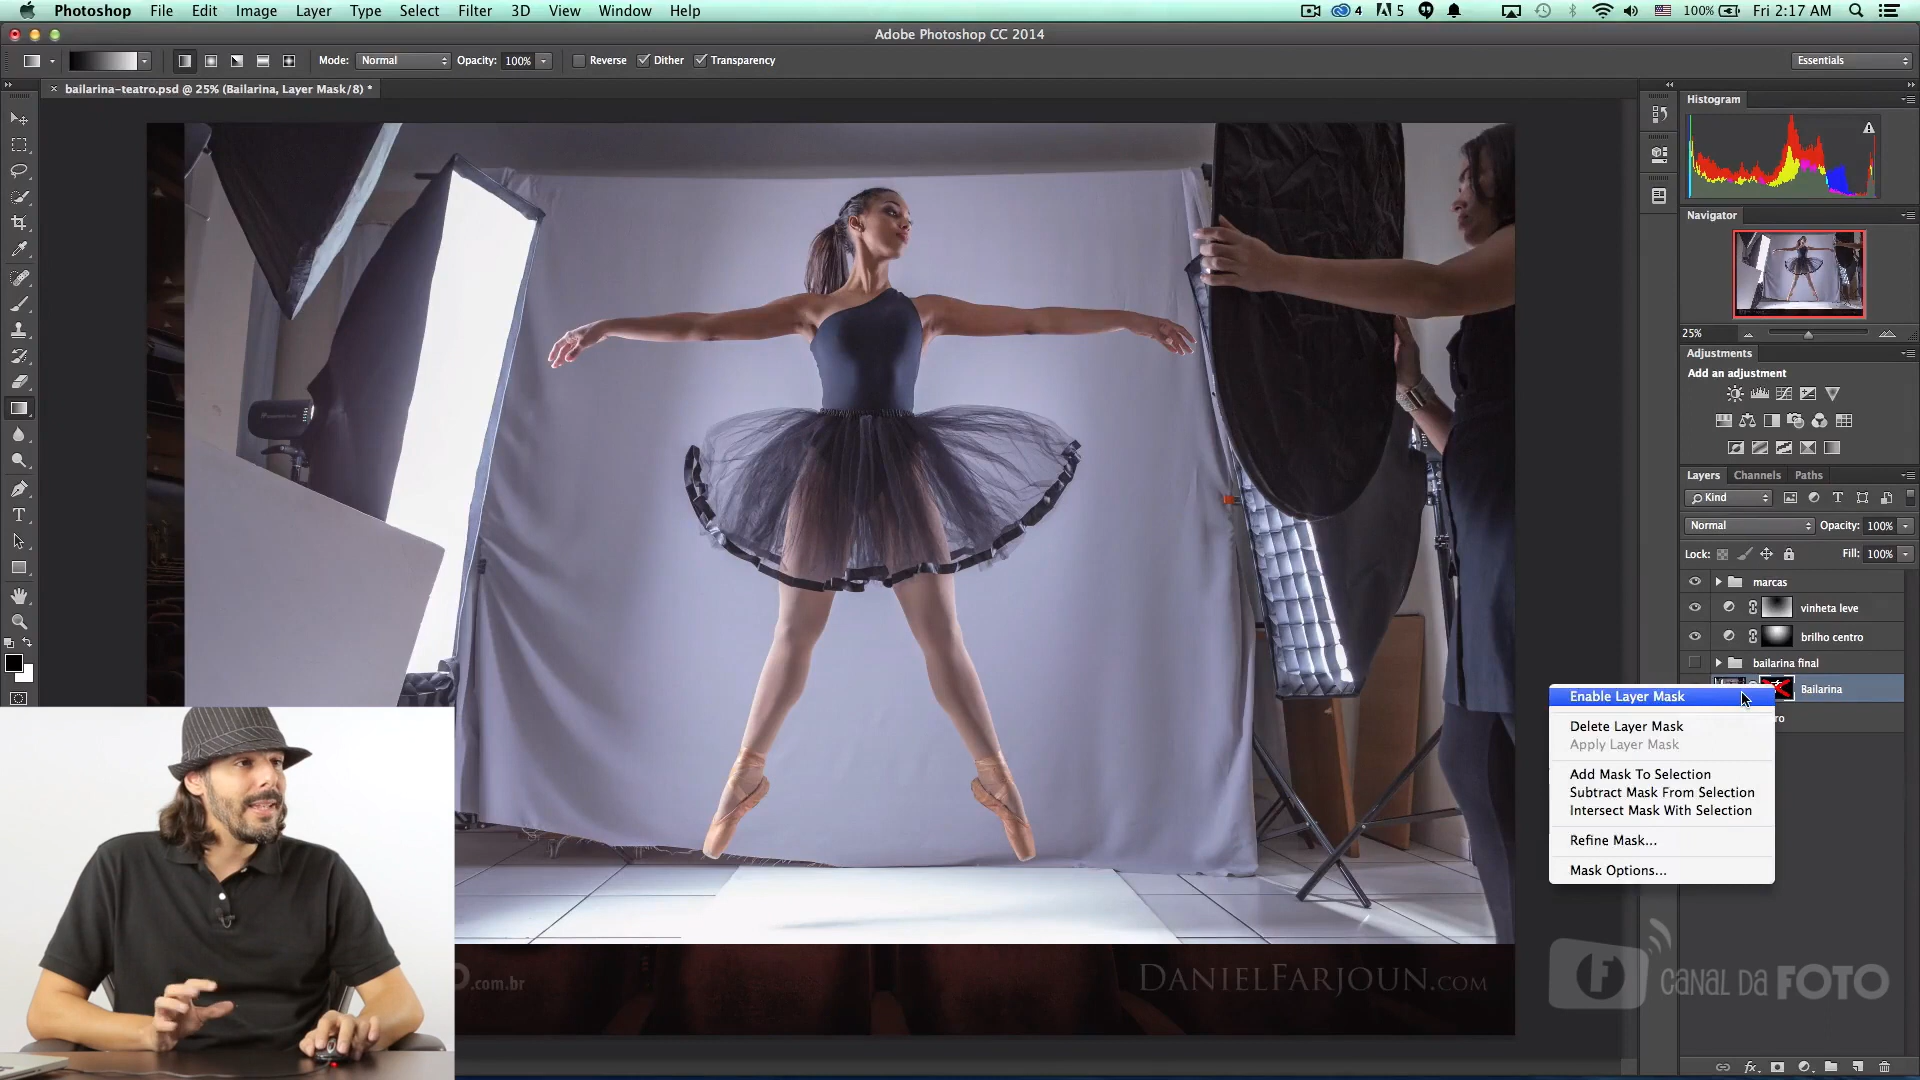 Photoshop File Edit Image Layer Type Select Filter 3D View Window Help 4 5 100% Fri 2:17 AM
Adobe Photoshop CC 2014
Mode: Normal Opacity: 100% Reverse Dither Transparency Essentials
× bailarina-teatro.psd @ 25% (Bailarina, Layer Mask/8) *
Histogram
Navigator
25%
Adjustments
Add an adjustment
Layers Channels Paths
Kind
Normal Opacity: 100%
Lock: Fill: 100%
marcas
vinheta leve
brilho centro
bailarina final
Bailarina
ro
Enable Layer Mask
Delete Layer Mask
Apply Layer Mask
Add Mask To Selection
Subtract Mask From Selection
Intersect Mask With Selection
Refine Mask...
Mask Options...
O.com.br
DANIELFARJOUN.com
F CANAL DA FOTO